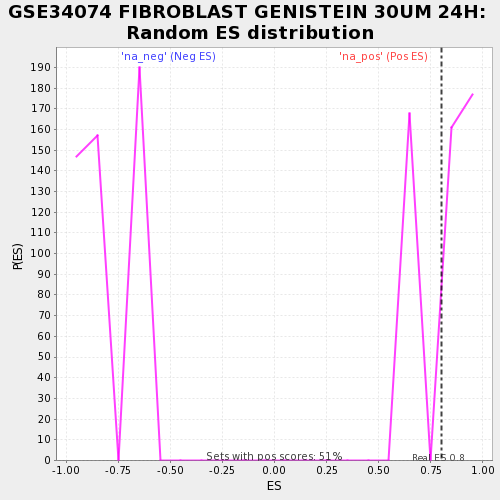 GSE34074 FIBROBLAST GENISTEIN 30UM 24H:
Random ES distribution
'na_neg' (Neg ES)
'na_pos' (Pos ES)
190
180
170
160
150
140
130
120
110
100
90
80
70
60
50
40
30
20
10
0
P(ES)
Sets with pos scores: 51%
Real ES 0.8
-1.00 -0.75 -0.50 -0.25 0.00 0.25 0.50 0.75 1.00
ES